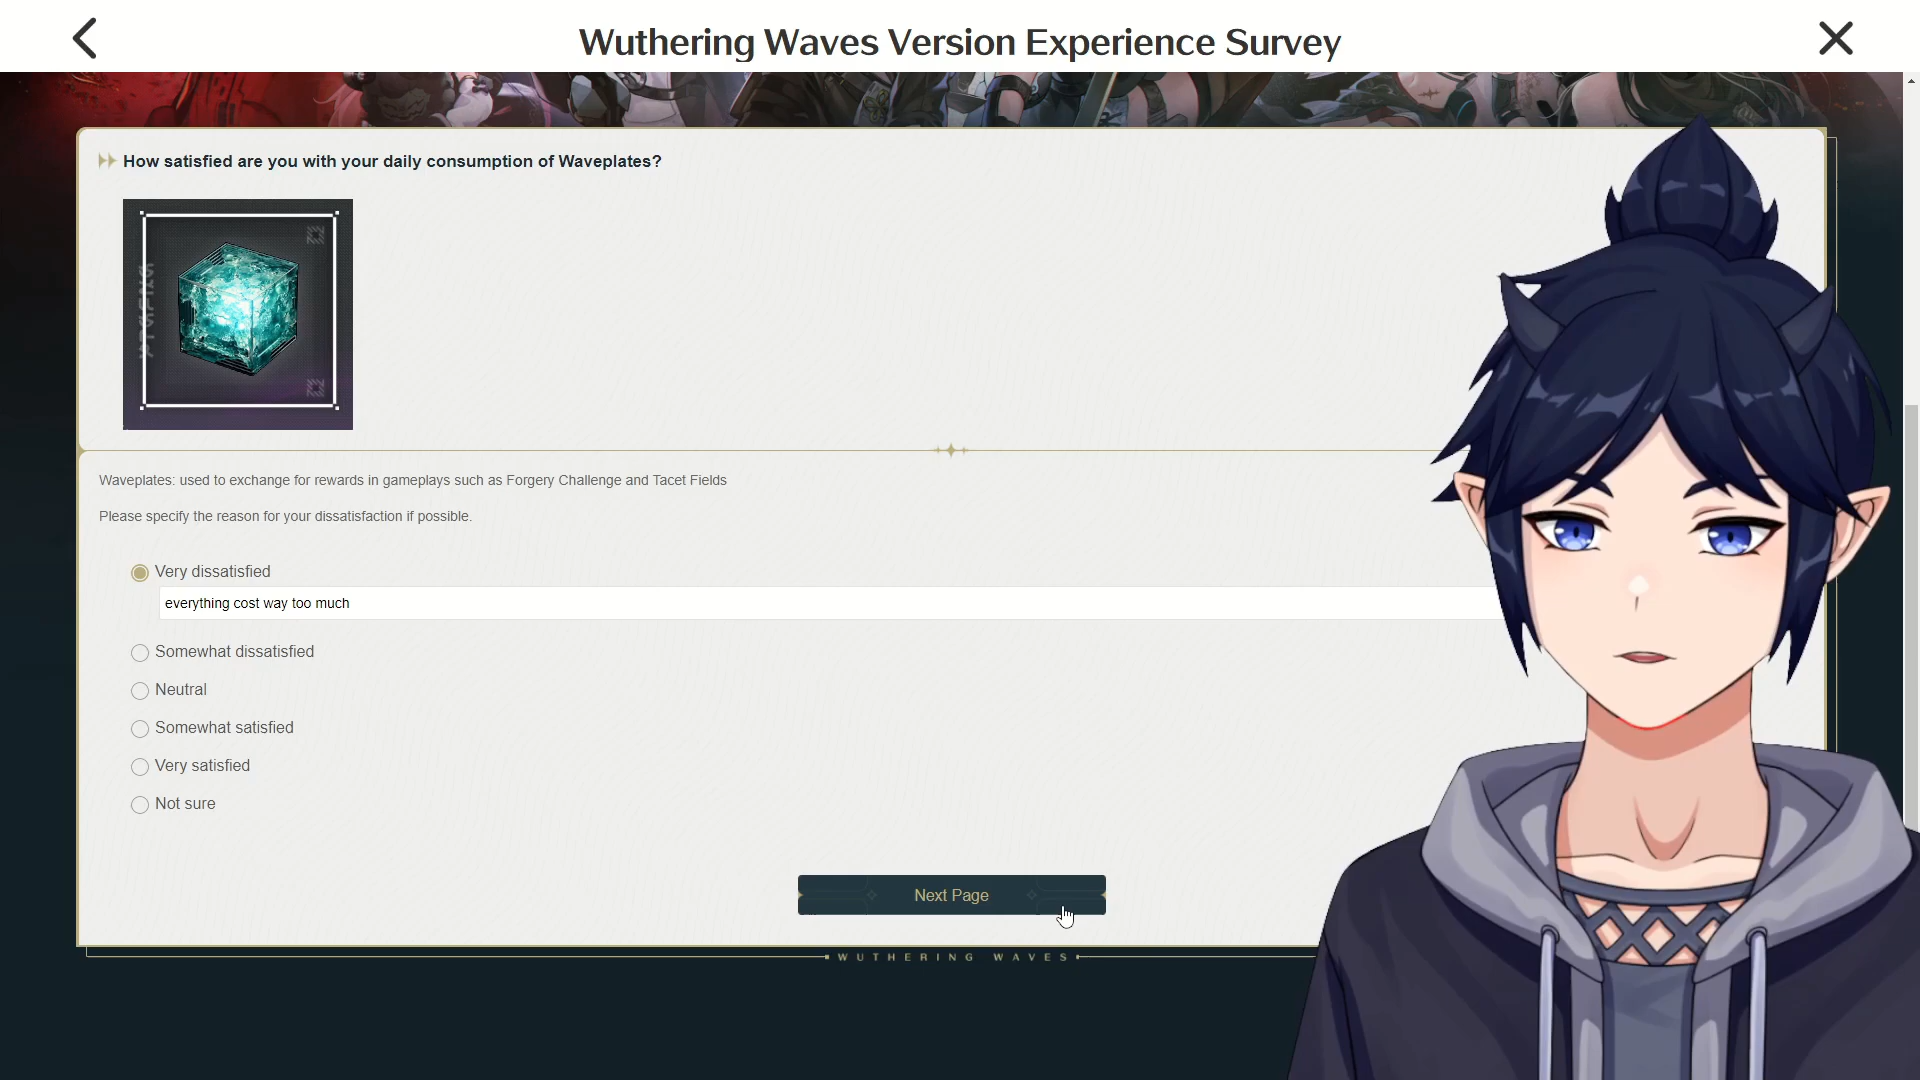 Wuthering Waves Version Experience Survey
How satisfied are you with your daily consumption of Waveplates?
Waveplates: used to exchange for rewards in gameplays such as Forgery Challenge and Tacet Fields
Please specify the reason for your dissatisfaction if possible.
Very dissatisfied
everything cost way too much
Somewhat dissatisfied
Neutral
Somewhat satisfied
Very satisfied
Not sure
Next Page
WUTHERING WAVES